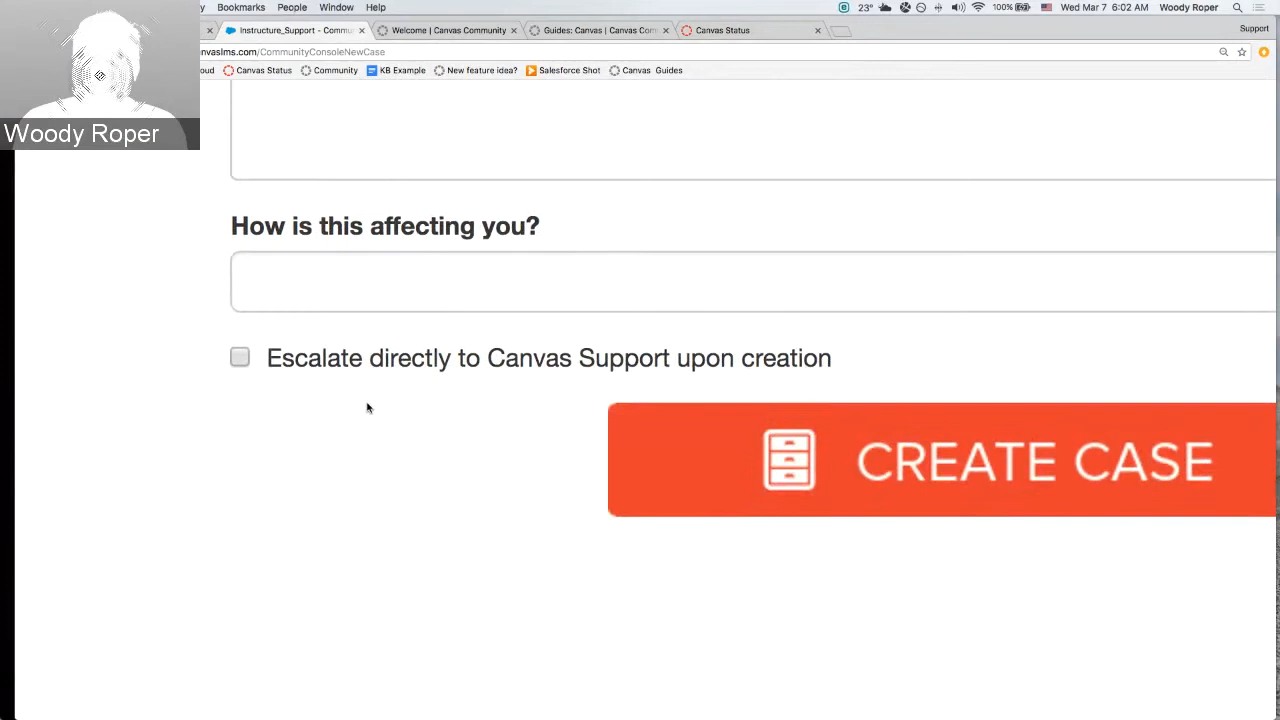 Bookmarks People Window Help 23° 100% Wed Mar 7 6:02 AM Woody Roper
Instructure_Support - Commu Welcome | Canvas Community Guides: Canvas | Canvas Com Canvas Status Support
nvaslms.com/CommunityConsoleNewCase
oud Canvas Status Community KB Example New feature idea? Salesforce Shot Canvas Guides
Woody Roper
How is this affecting you?
Escalate directly to Canvas Support upon creation
CREATE CASE